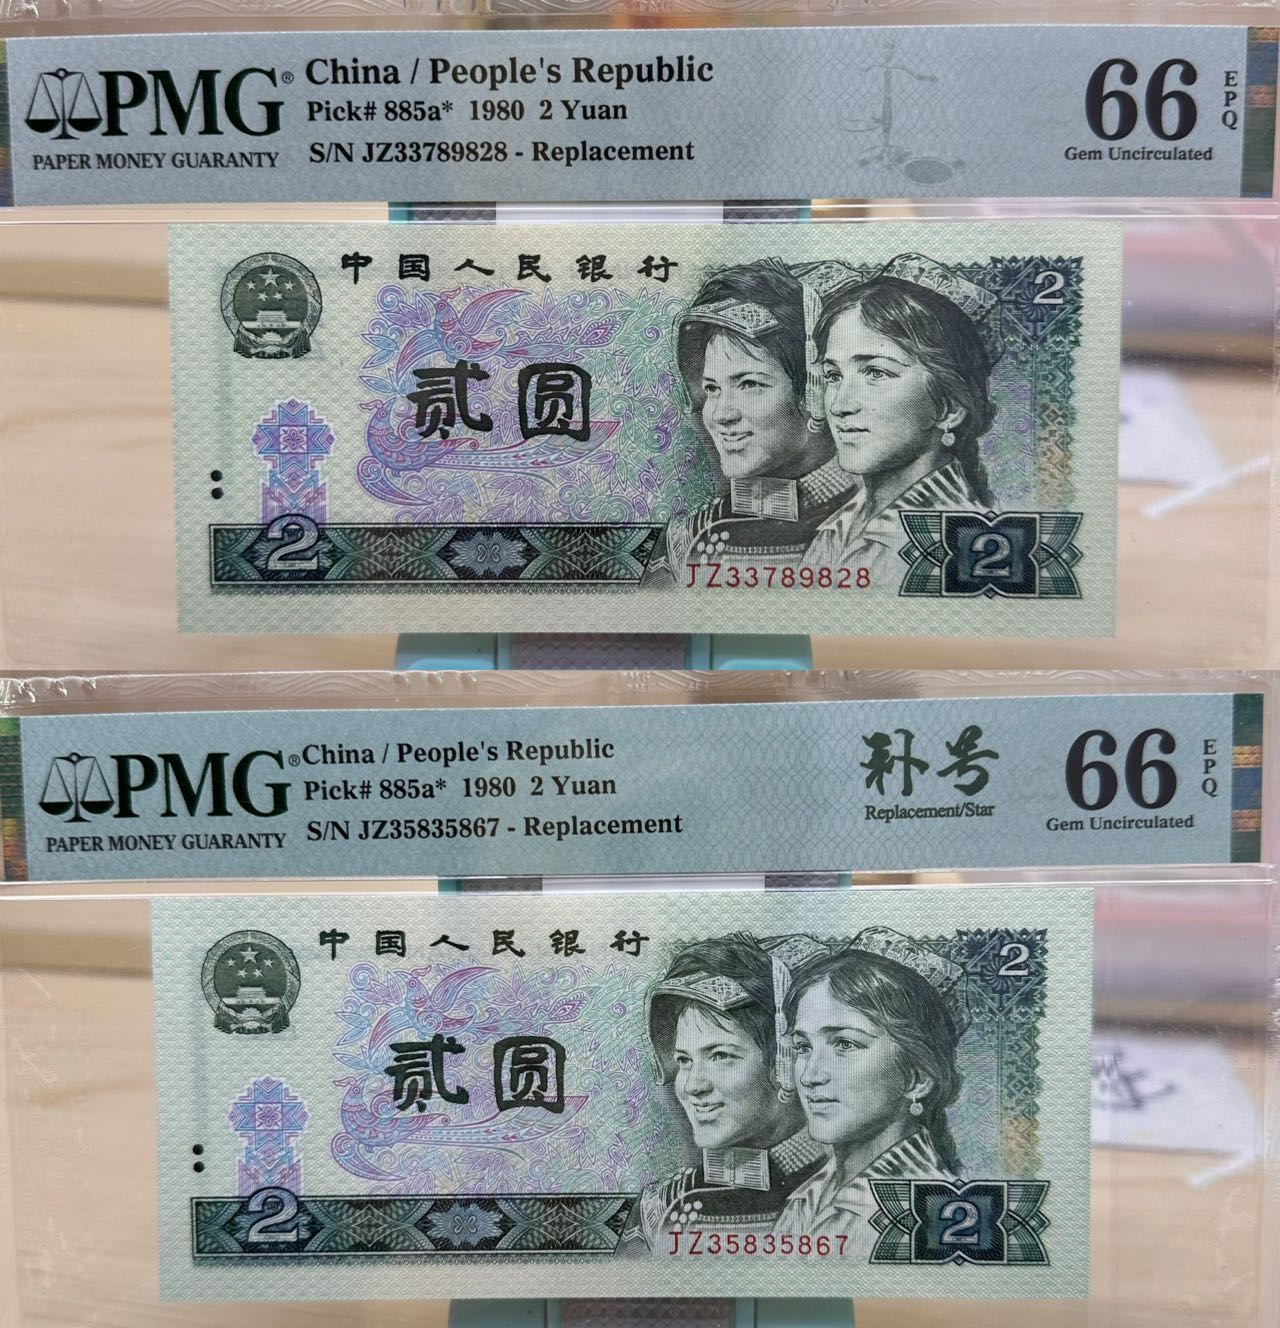 PMG®
PAPER MONEY GUARANTY
China / People's Republic
Pick# 885a* 1980 2 Yuan
S/N JZ33789828 - Replacement
66
EPQ
Gem Uncirculated
中国人民银行
2
贰圆
2
JZ33789828
2
PMG®
PAPER MONEY GUARANTY
China / People's Republic
Pick# 885a* 1980 2 Yuan
S/N JZ35835867 - Replacement
补号
Replacement/Star
66
EPQ
Gem Uncirculated
中国人民银行
2
贰圆
2
JZ35835867
2